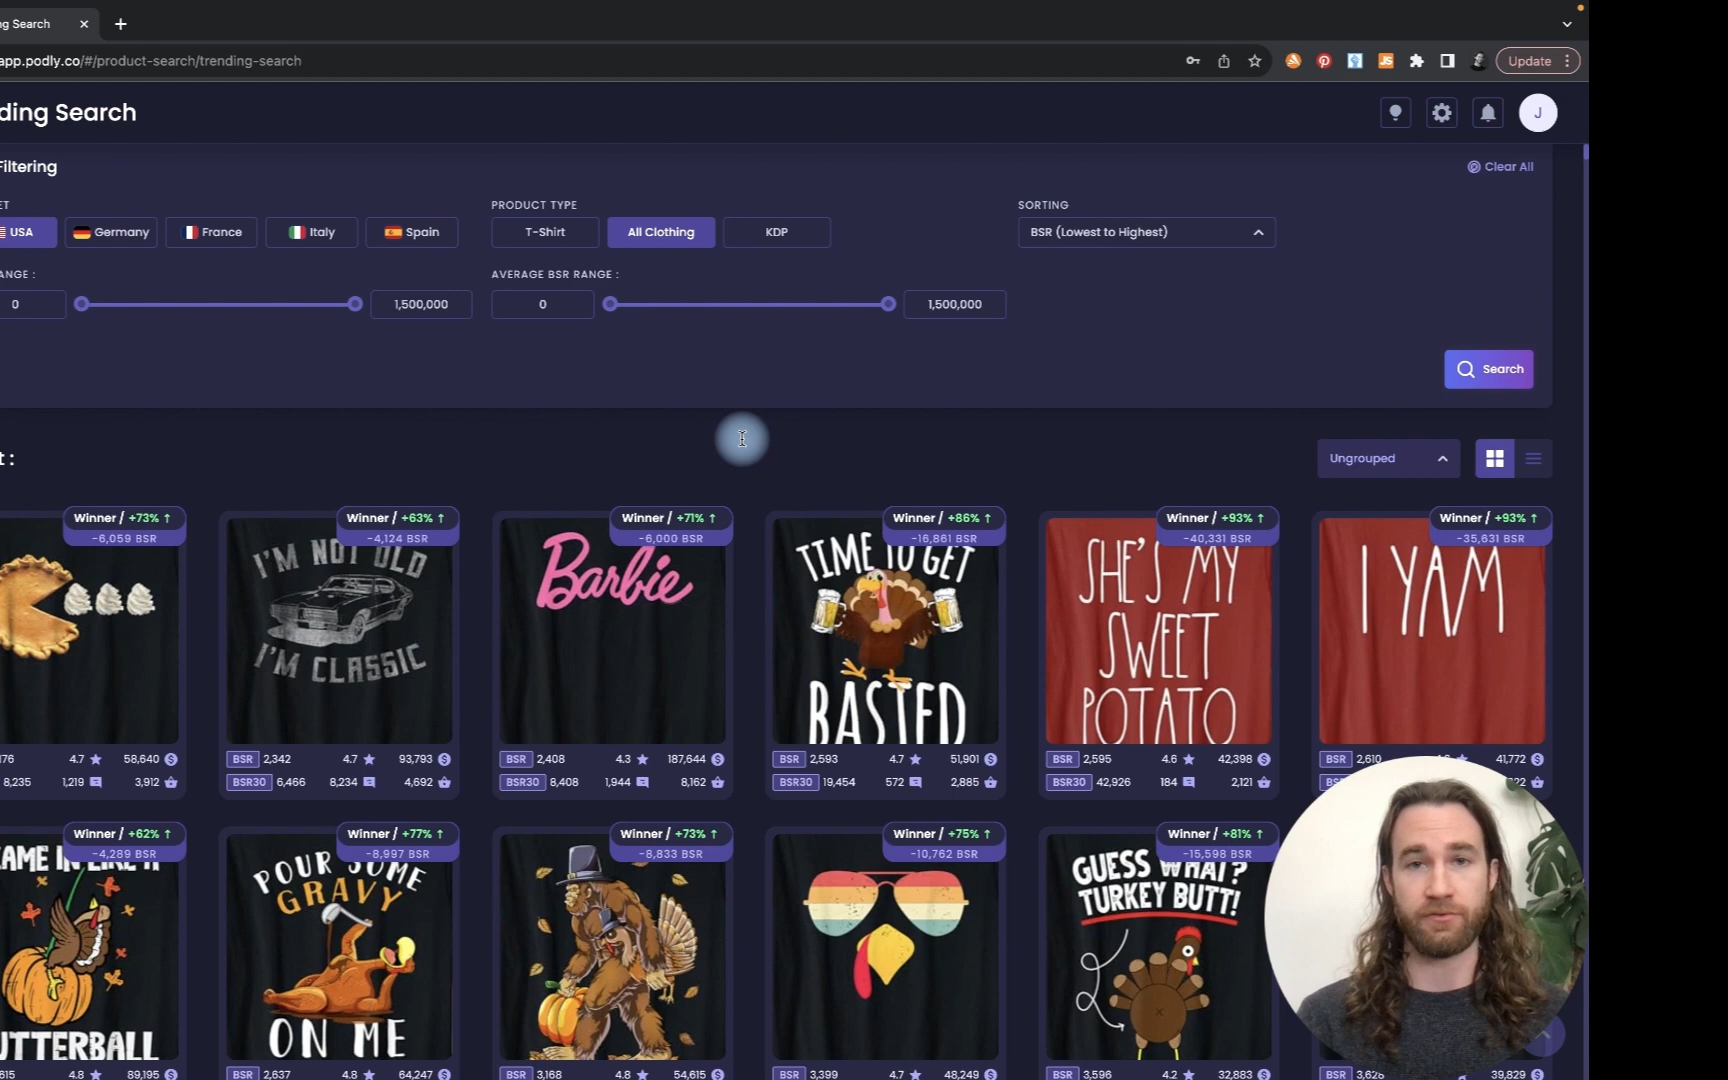 ng Search
app.podly.co/#/product-search/trending-search
Update
ding Search
J
Filtering
Clear All
ET
PRODUCT TYPE
SORTING
USA
Germany
France
Italy
Spain
T-Shirt
All Clothing
KDP
BSR (Lowest to Highest)
ANGE :
AVERAGE BSR RANGE :
0
1,500,000
0
1,500,000
Search
t :
Ungrouped
Winner / +73% ↑
-6,059 BSR
Winner / +63% ↑
-4,124 BSR
Winner / +71% ↑
-6,000 BSR
Winner / +86% ↑
-16,861 BSR
Winner / +93% ↑
-40,331 BSR
Winner / +93% ↑
-35,631 BSR
I'M NOT OLD
I'M CLASSIC
Barbie
TIME TO GET
BASTED
SHE'S MY
SWEET
POTATO
I YAM
176 4.7 58,640
8,235 1,219 3,912
BSR 2,342 4.7 93,793
BSR30 6,466 8,234 4,692
BSR 2,408 4.3 187,644
BSR30 8,408 1,944 8,162
BSR 2,593 4.7 51,901
BSR30 19,454 572 2,885
BSR 2,595 4.6 42,398
BSR30 42,926 184 2,121
BSR 2,610 41,772
Winner / +62% ↑
-4,289 BSR
Winner / +77% ↑
-8,997 BSR
Winner / +73% ↑
-8,833 BSR
Winner / +75% ↑
-10,762 BSR
Winner / +81% ↑
-15,598 BSR
AME IN LIKE A
UTTERBALL
POUR SOME
GRAVY
ON ME
GUESS WHAT?
TURKEY BUTT!
615 4.8 89,195
BSR 2,637 4.8 64,247
BSR 3,168 4.8 54,615
BSR 3,399 4.7 48,249
BSR 3,596 4.2 32,883
BSR 3,628 39,829